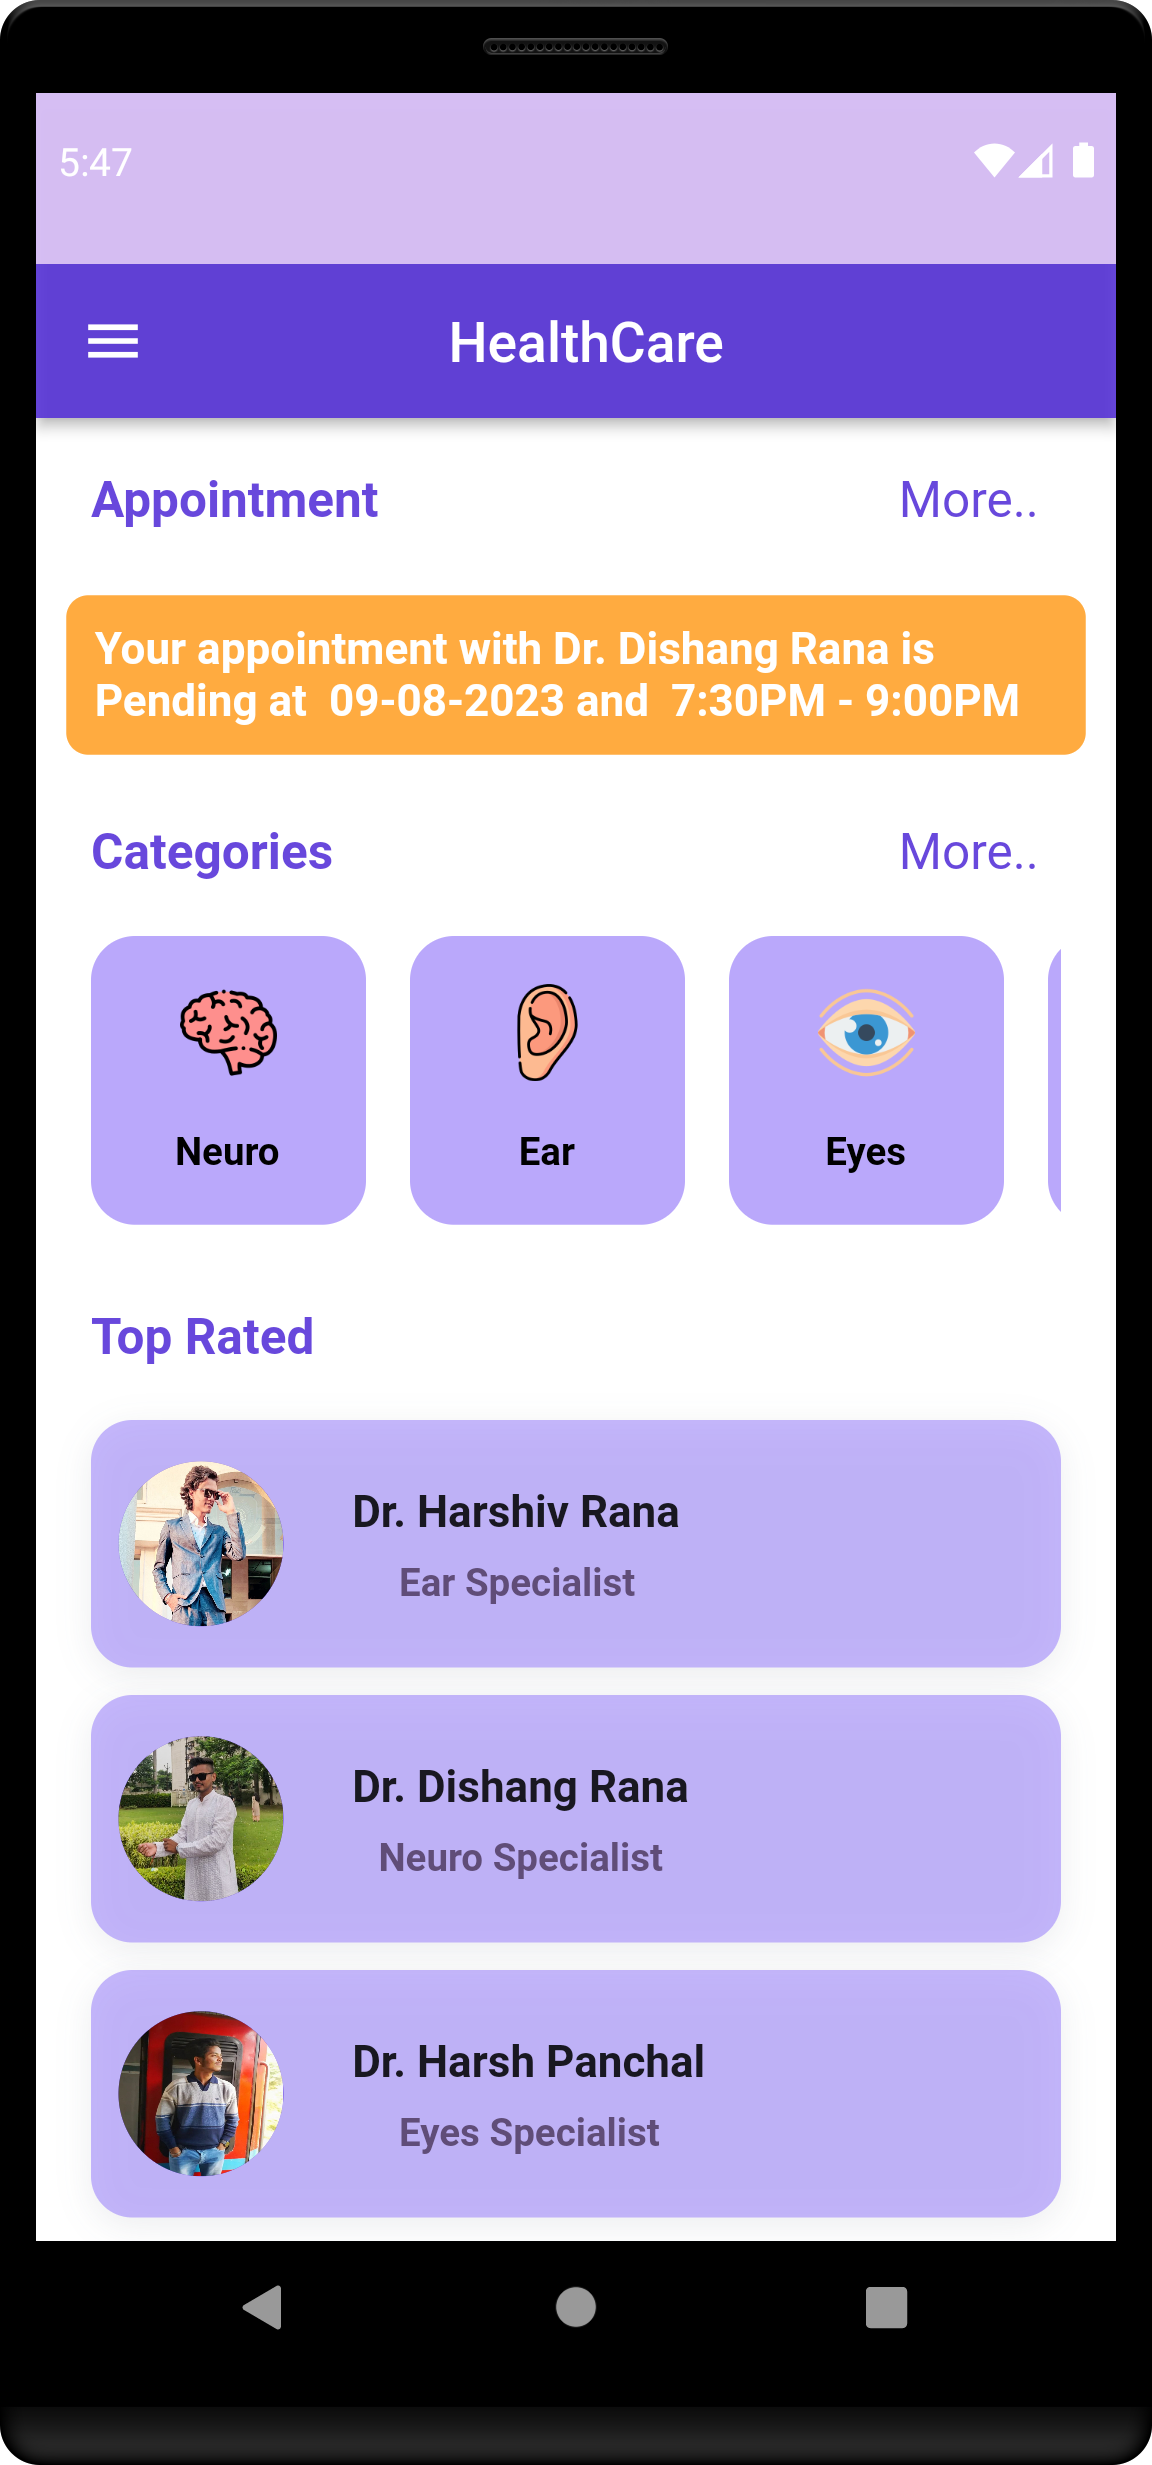 5:47
HealthCare
Appointment More..
Your appointment with Dr. Dishang Rana is
Pending at  09-08-2023 and  7:30PM - 9:00PM
Categories More..
Neuro Ear Eyes
Top Rated
Dr. Harshiv Rana
Ear Specialist
Dr. Dishang Rana
Neuro Specialist
Dr. Harsh Panchal
Eyes Specialist